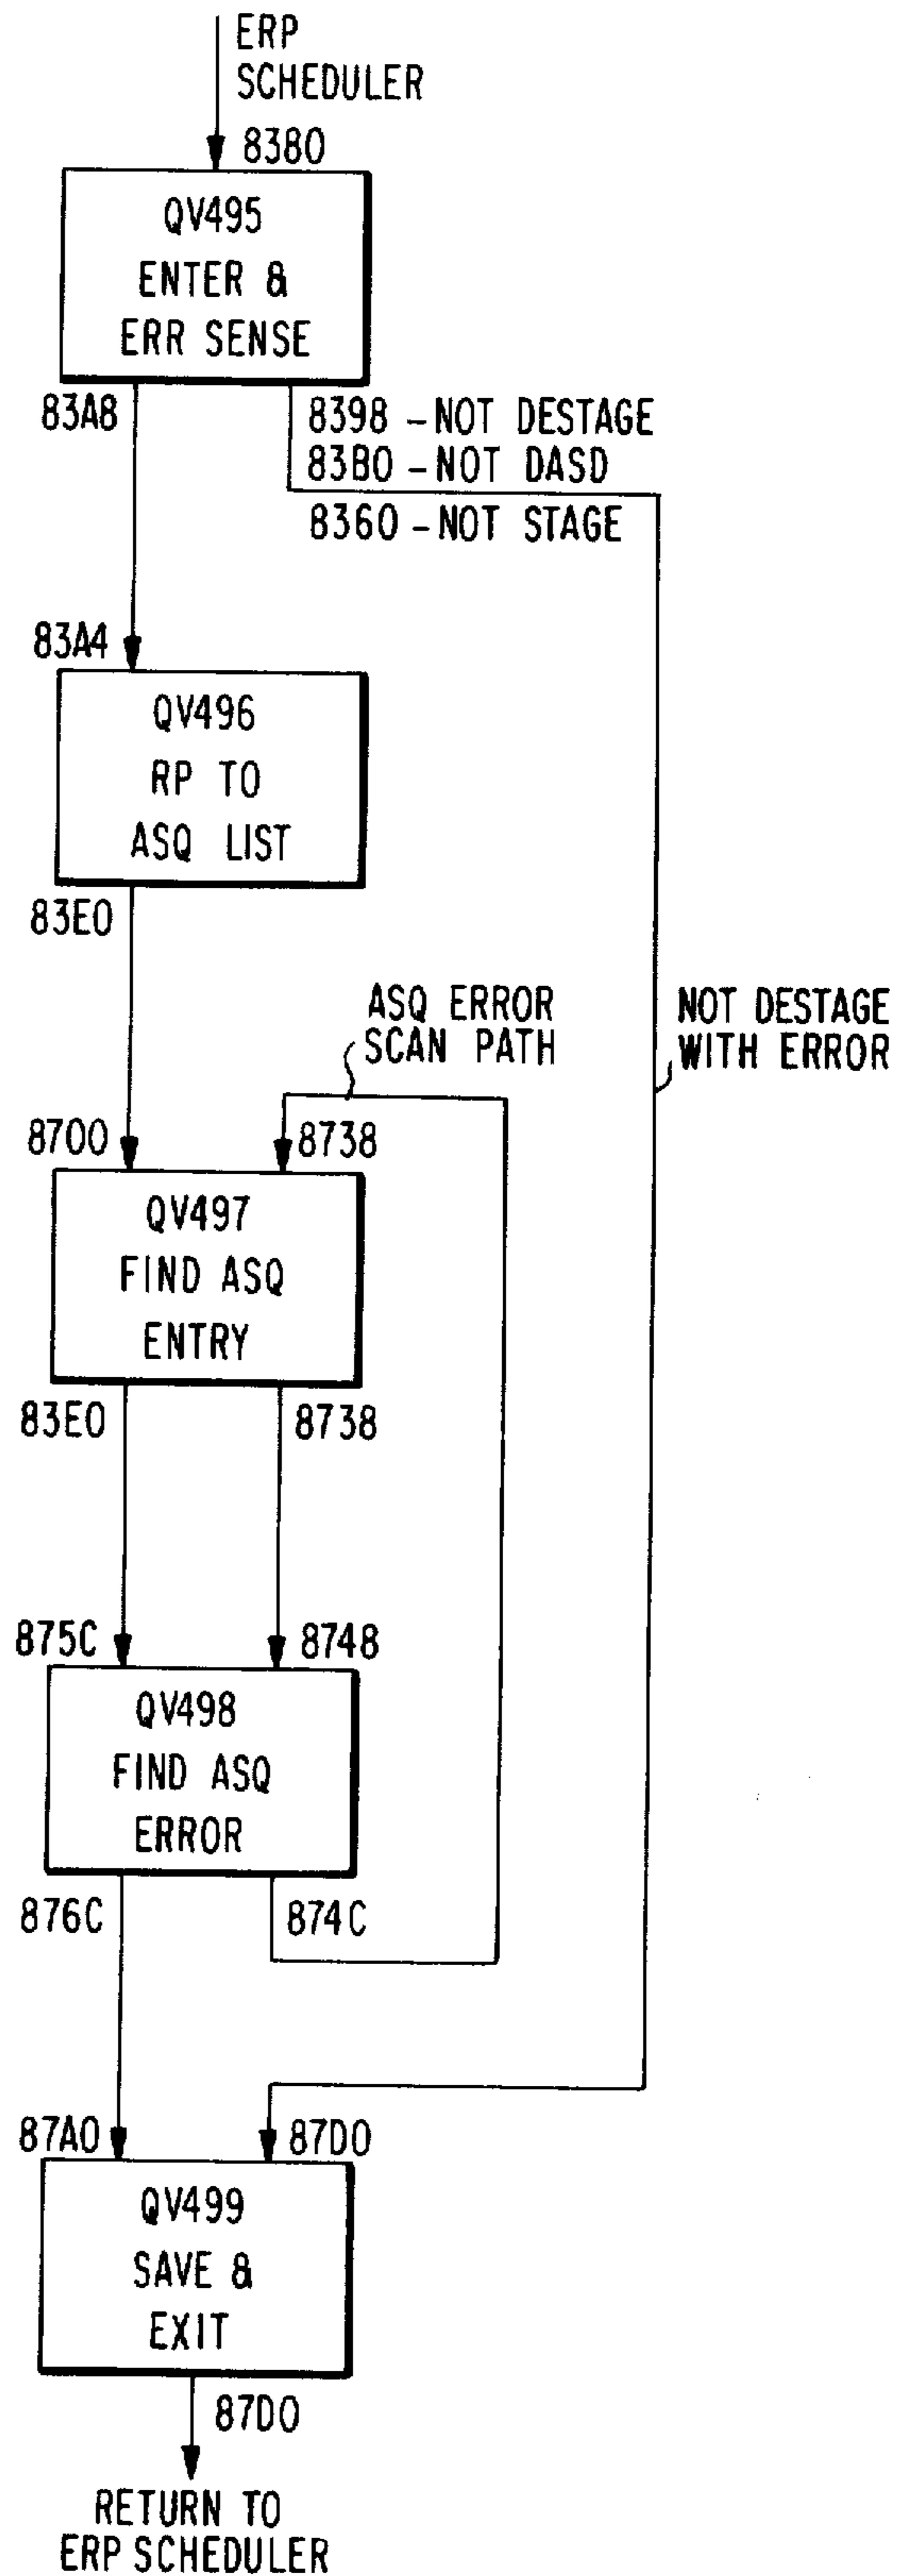 ERP
SCHEDULER
8380
QV495
ENTER &
ERR SENSE
83A8
8398 - NOT DESTAGE
83B0 - NOT DASD
8360 - NOT STAGE
83A4
QV496
RP TO
ASQ LIST
83E0
ASQ ERROR
SCAN PATH
NOT DESTAGE
WITH ERROR
8700
8738
QV497
FIND ASQ
ENTRY
83E0
8738
875C
8748
QV498
FIND ASQ
ERROR
876C
874C
87A0
87D0
QV499
SAVE &
EXIT
87D0
RETURN TO
ERP SCHEDULER